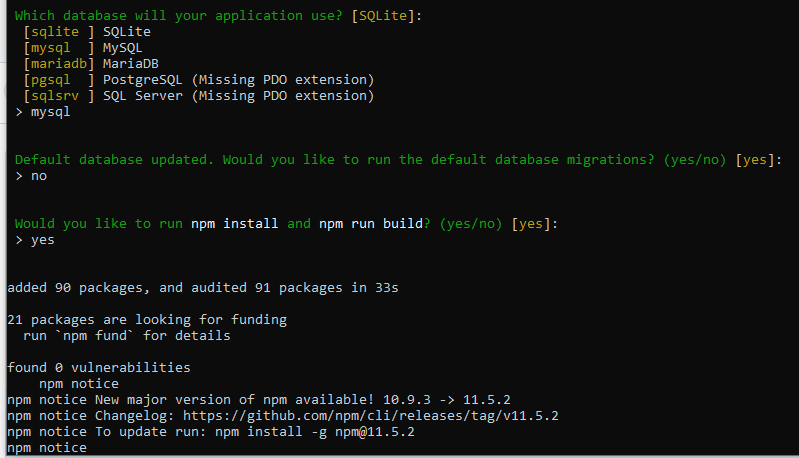 Which database will your application use? [SQLite]:
[sqlite ] SQLite
[mysql  ] MySQL
[mariadb] MariaDB
[pgsql  ] PostgreSQL (Missing PDO extension)
[sqlsrv ] SQL Server (Missing PDO extension)
> mysql
Default database updated. Would you like to run the default database migrations? (yes/no) [yes]:
> no
Would you like to run npm install and npm run build? (yes/no) [yes]:
> yes
added 90 packages, and audited 91 packages in 33s
21 packages are looking for funding
run `npm fund` for details
found 0 vulnerabilities
npm notice
npm notice New major version of npm available! 10.9.3 -> 11.5.2
npm notice Changelog: https://github.com/npm/cli/releases/tag/v11.5.2
npm notice To update run: npm install -g npm@11.5.2
npm notice